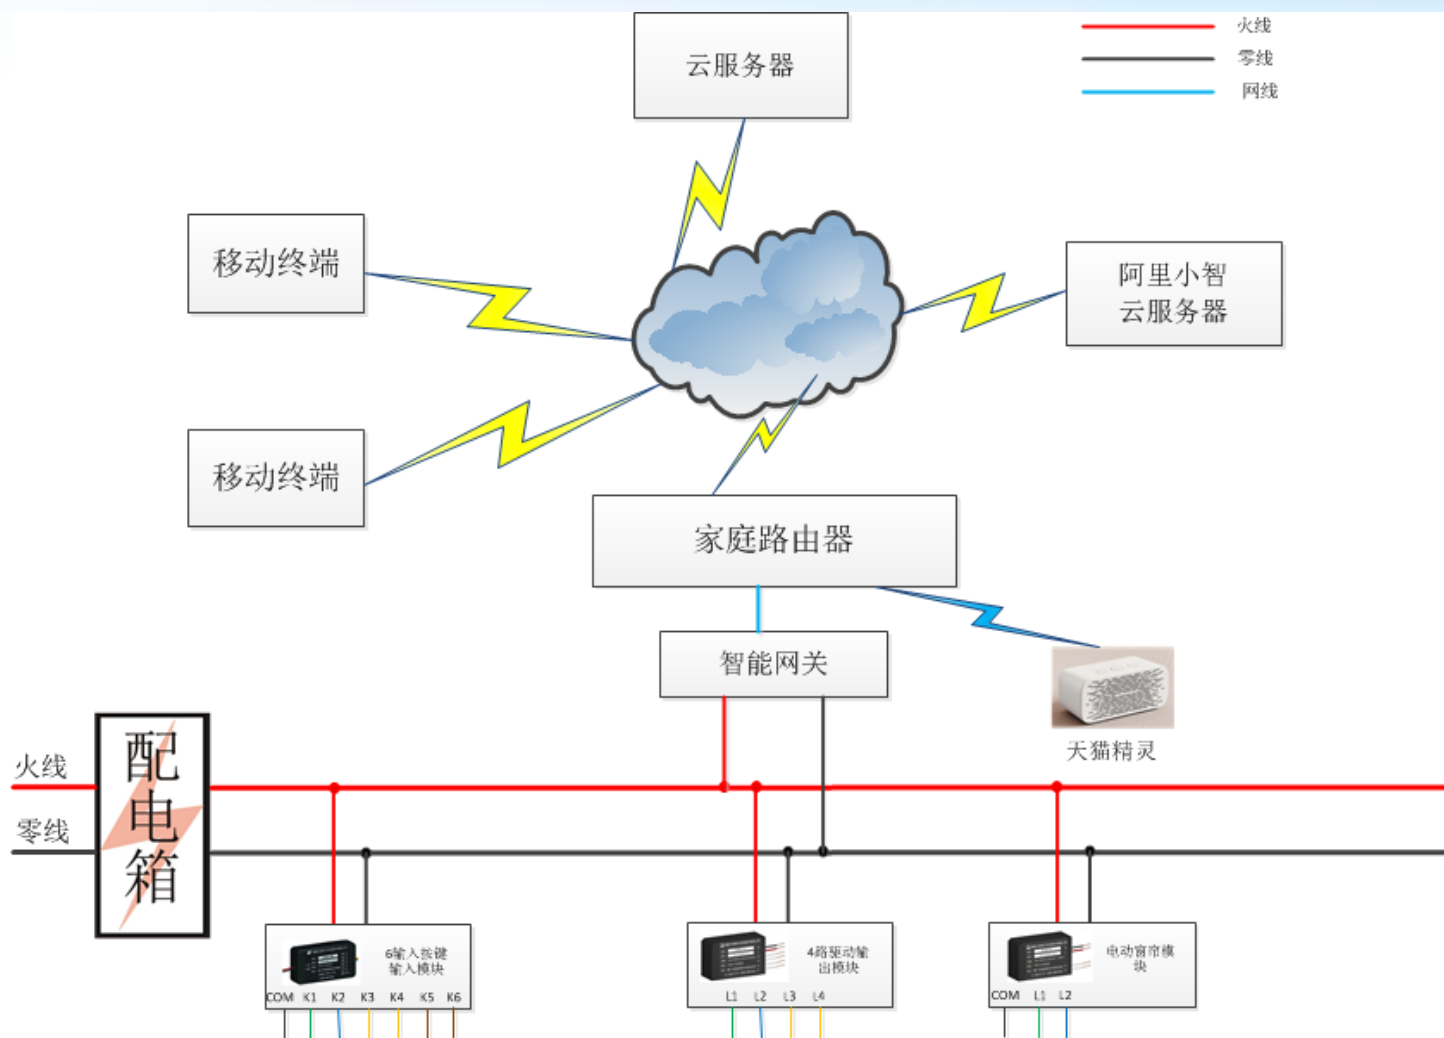 云服务器
火线
零线
网线
移动终端
阿里小智
云服务器
移动终端
家庭路由器
智能网关
天猫精灵
配
电
箱
火线
零线
6输入按键
输入模块
COM K1 K2 K3 K4 K5 K6
4路驱动输
出模块
L1 L2 L3 L4
电动窗帘模
块
COM L1 L2